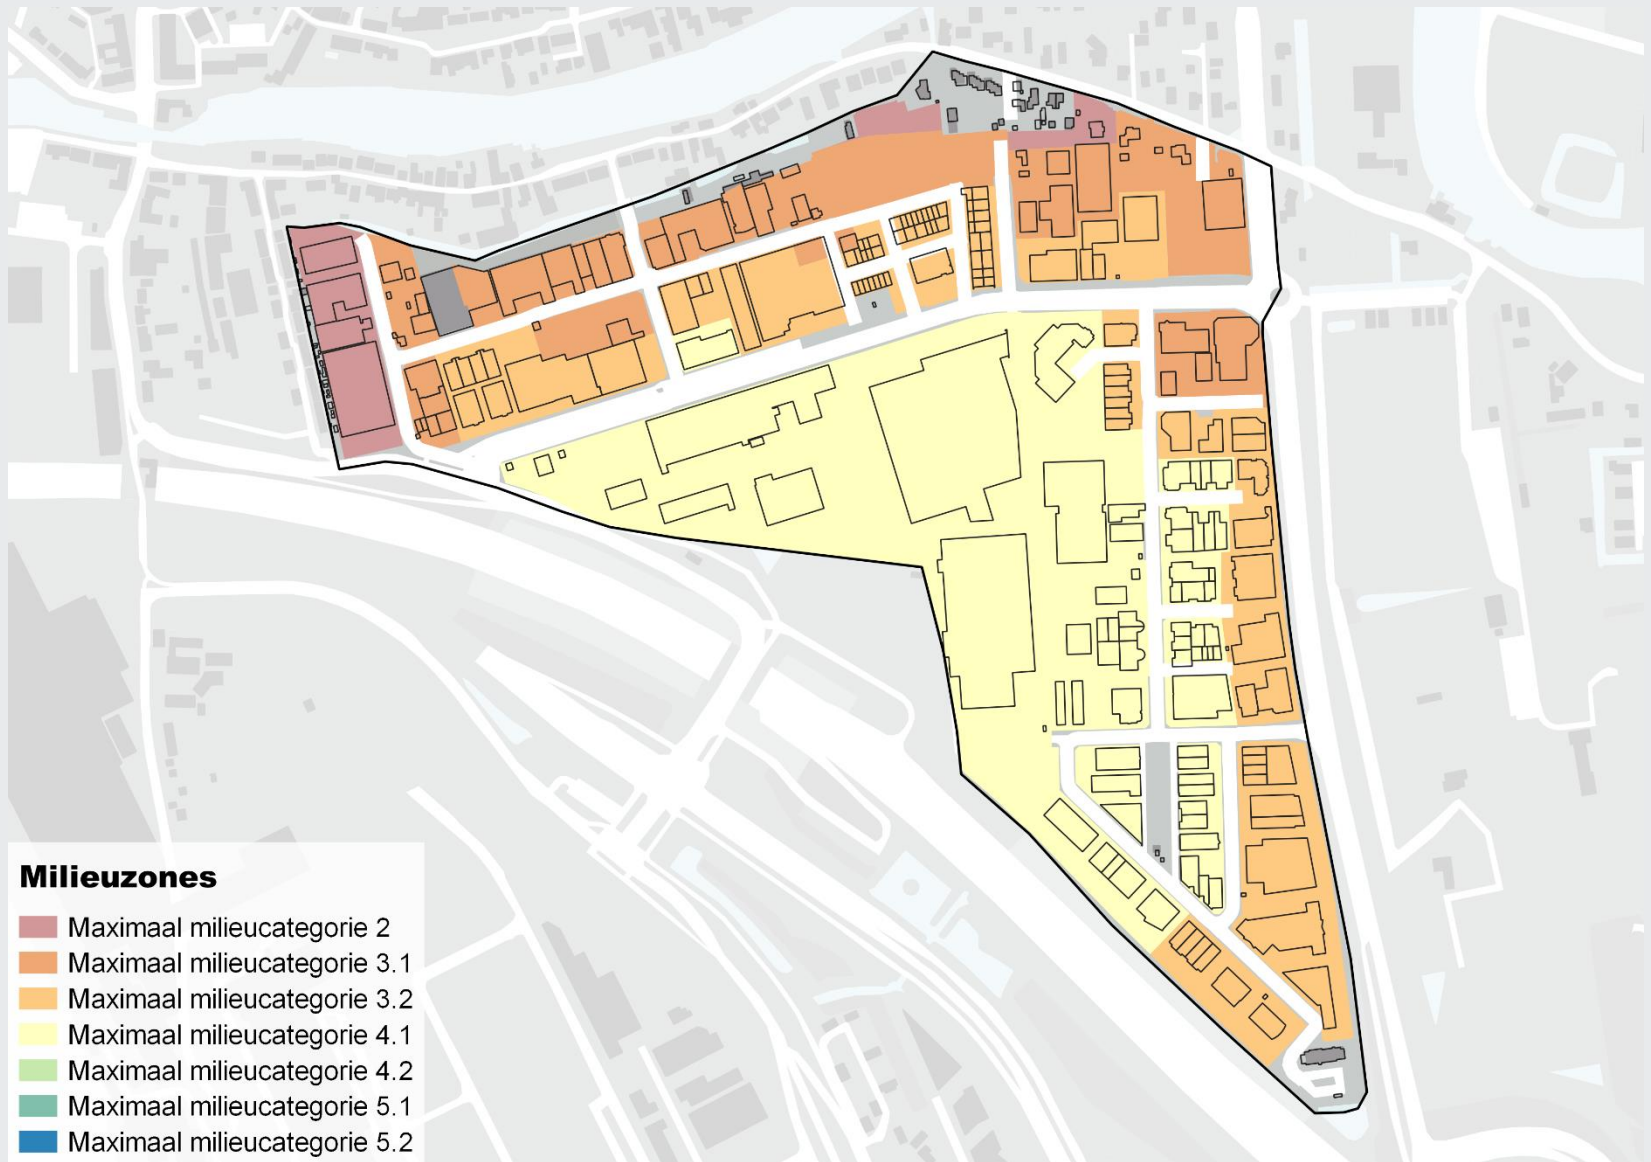 Milieuzones
Maximaal milieucategorie 2
Maximaal milieucategorie 3.1
Maximaal milieucategorie 3.2
Maximaal milieucategorie 4.1
Maximaal milieucategorie 4.2
Maximaal milieucategorie 5.1
Maximaal milieucategorie 5.2